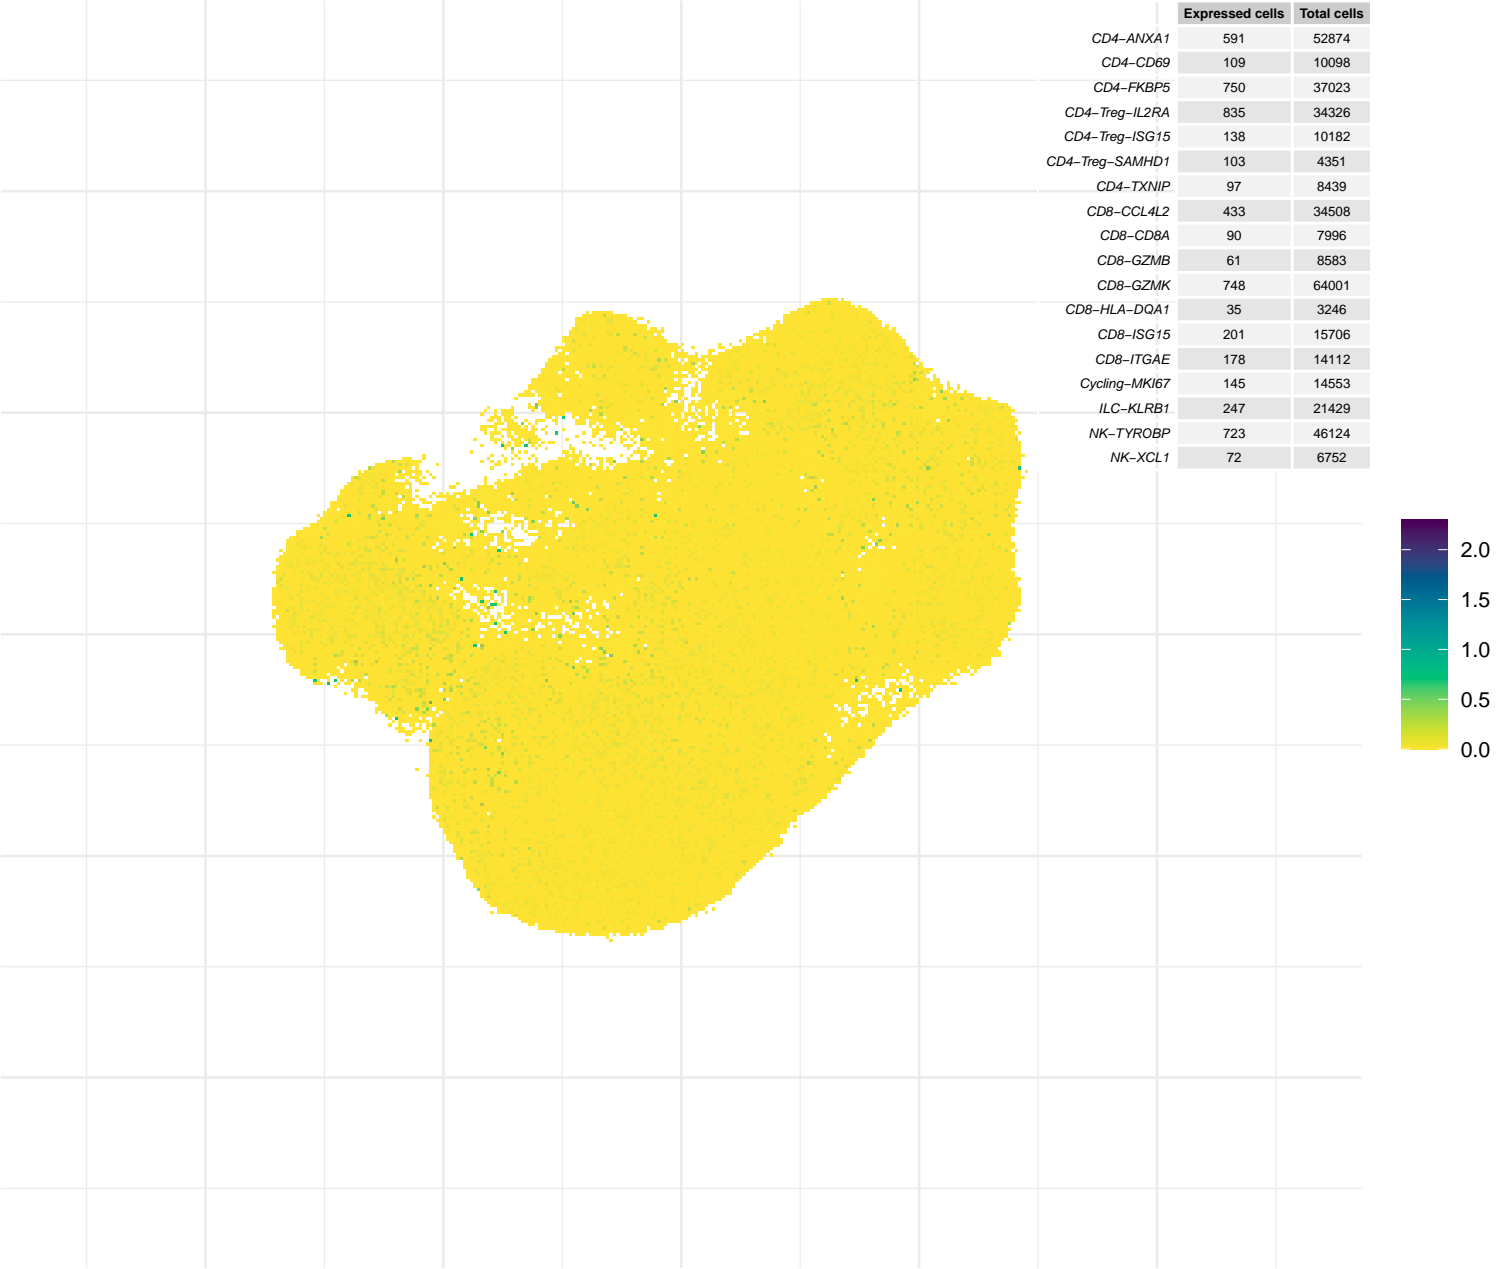 Expressed cells Total cells
CD4−ANXA1 591 52874
CD4−CD69 109 10098
CD4−FKBP5 750 37023
CD4−Treg−IL2RA 835 34326
CD4−Treg−ISG15 138 10182
CD4−Treg−SAMHD1 103 4351
CD4−TXNIP 97 8439
CD8−CCL4L2 433 34508
CD8−CD8A 90 7996
CD8−GZMB 61 8583
CD8−GZMK 748 64001
CD8−HLA−DQA1 35 3246
CD8−ISG15 201 15706
CD8−ITGAE 178 14112
Cycling−MKI67 145 14553
ILC−KLRB1 247 21429
NK−TYROBP 723 46124
NK−XCL1 72 6752
2.0
1.5
1.0
0.5
0.0